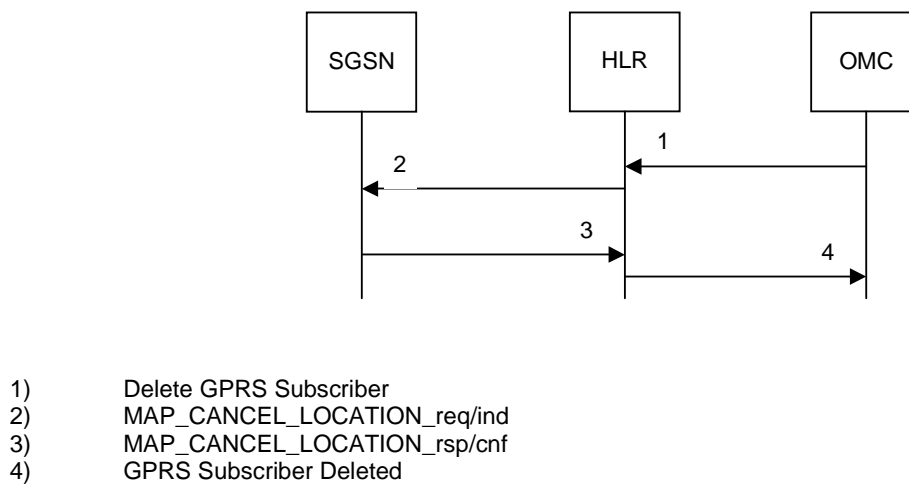 SGSN HLR OMC
1
2
3
4
1) Delete GPRS Subscriber
2) MAP_CANCEL_LOCATION_req/ind
3) MAP_CANCEL_LOCATION_rsp/cnf
4) GPRS Subscriber Deleted